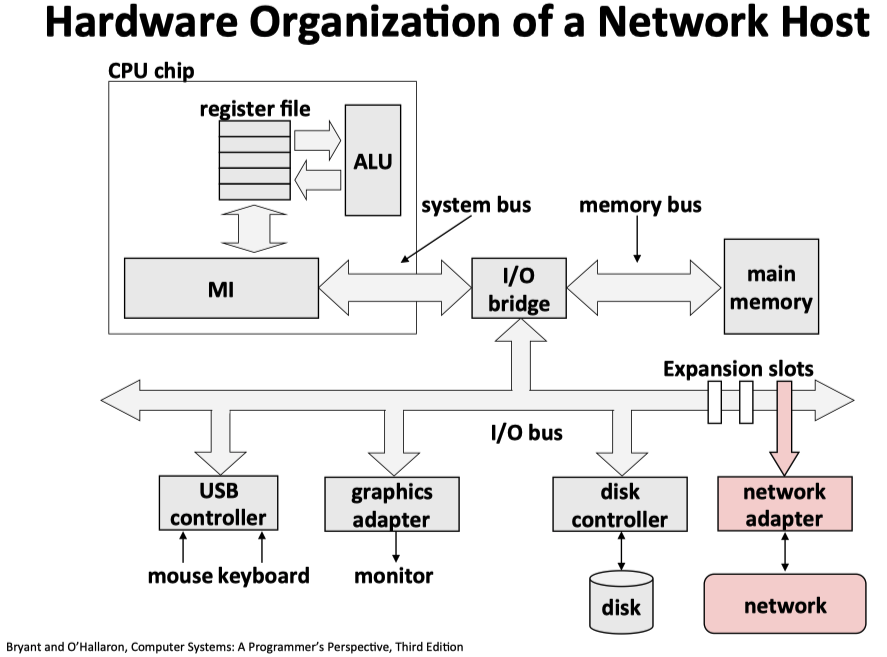 Hardware Organization of a Network Host
CPU chip
register file
ALU
system bus
memory bus
MI
I/O
bridge
main
memory
Expansion slots
I/O bus
USB
controller
graphics
adapter
disk
controller
network
adapter
mouse keyboard
monitor
disk
network
Bryant and O’Hallaron, Computer Systems: A Programmer’s Perspective, Third Edition